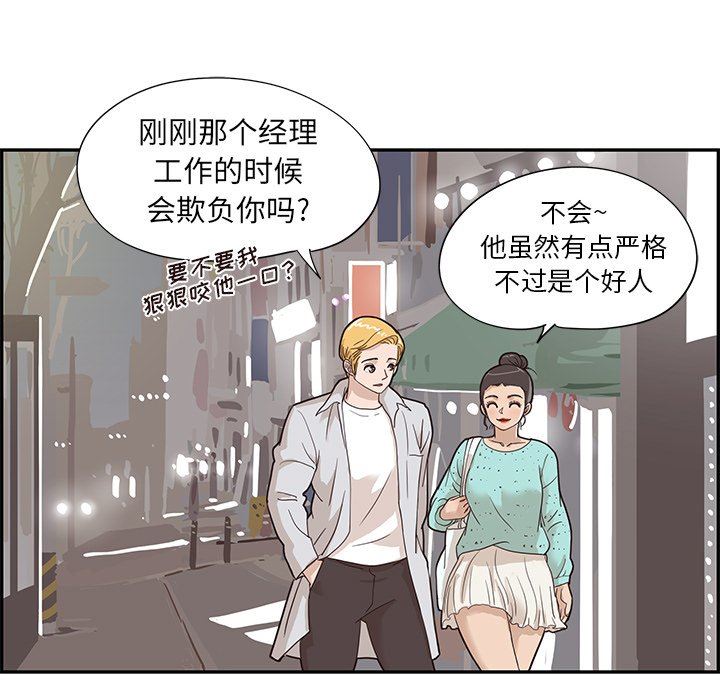 刚刚那个经理
工作的时候
会欺负你吗?
要不要我
狠狠咬他一口?
不会~
他虽然有点严格
不过是个好人